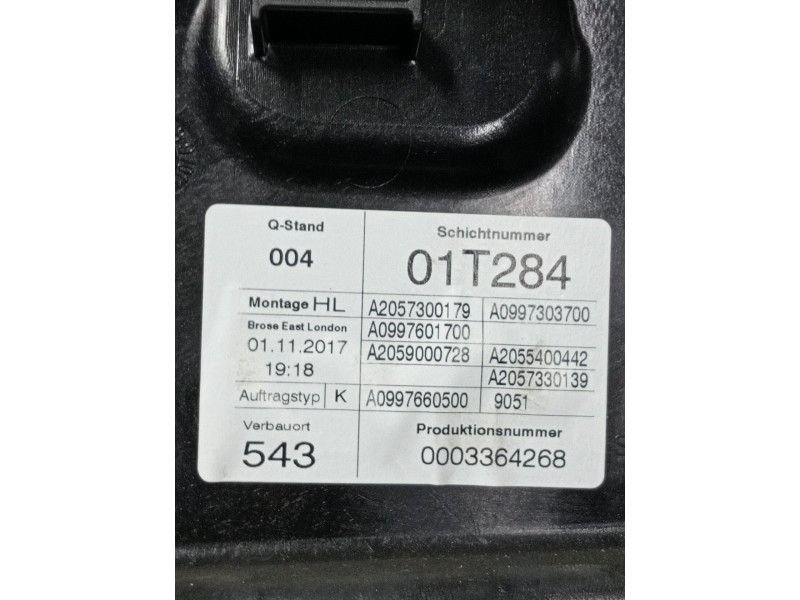 Q-Stand
004
Schichtnummer
01T284
Montage HL
A2057300179 A0997303700
Brose East London
A0997601700
01.11.2017
A2059000728 A2055400442
19:18
A2057330139
Auftragstyp K
A0997660500 9051
Verbauort
543
Produktionsnummer
0003364268